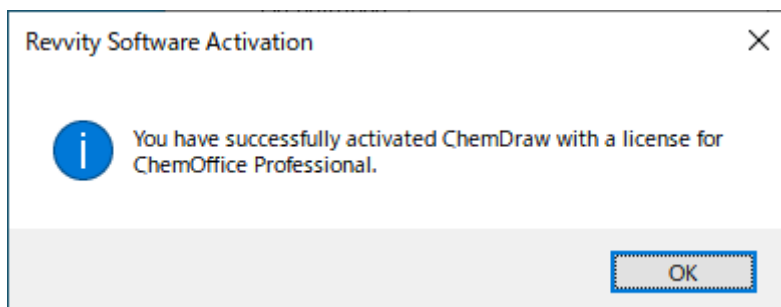 Revvity Software Activation
You have successfully activated ChemDraw with a license for
ChemOffice Professional.
OK